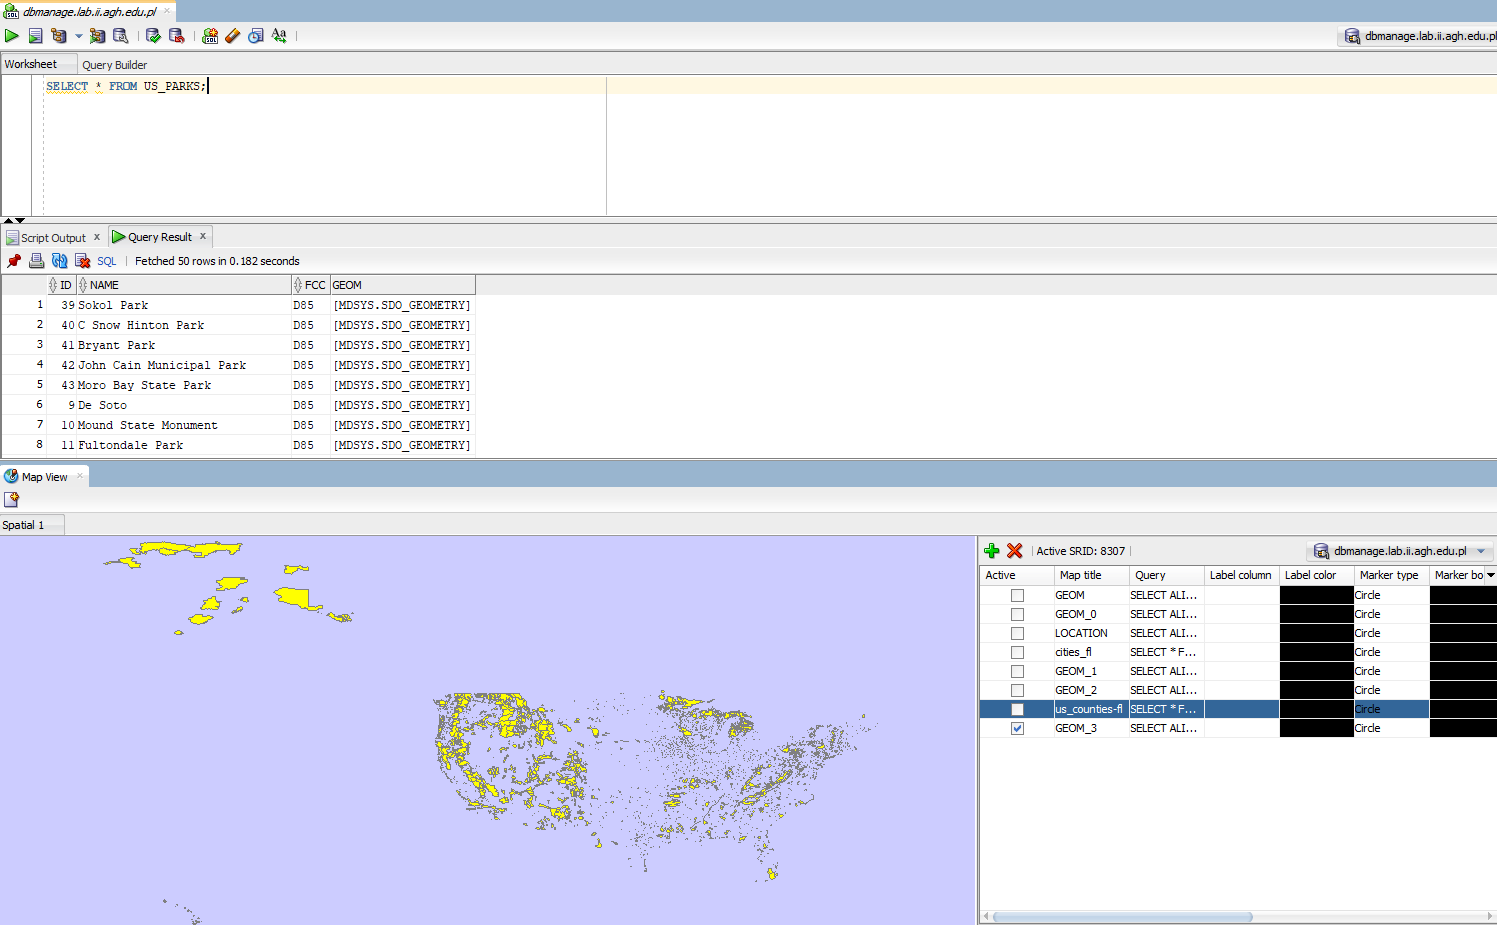 dbmanage.lab.ii.agh.edu.pl
dbmanage.lab.ii.agh.edu.pl
Worksheet Query Builder
SELECT * FROM US_PARKS;
Script Output x Query Result x
SQL | Fetched 50 rows in 0.182 seconds
ID NAME FCC GEOM
1 39 Sokol Park D85 [MDSYS.SDO_GEOMETRY]
2 40 C Snow Hinton Park D85 [MDSYS.SDO_GEOMETRY]
3 41 Bryant Park D85 [MDSYS.SDO_GEOMETRY]
4 42 John Cain Municipal Park D85 [MDSYS.SDO_GEOMETRY]
5 43 Moro Bay State Park D85 [MDSYS.SDO_GEOMETRY]
6 9 De Soto D85 [MDSYS.SDO_GEOMETRY]
7 10 Mound State Monument D85 [MDSYS.SDO_GEOMETRY]
8 11 Fultondale Park D85 [MDSYS.SDO_GEOMETRY]
Map View
Spatial 1
Active SRID: 8307 dbmanage.lab.ii.agh.edu.pl
Active Map title Query Label column Label color Marker type Marker bo
GEOM SELECT ALI... Circle
GEOM_0 SELECT ALI... Circle
LOCATION SELECT ALI... Circle
cities_fl SELECT * F... Circle
GEOM_1 SELECT ALI... Circle
GEOM_2 SELECT ALI... Circle
us_counties-fl SELECT * F... Circle
GEOM_3 SELECT ALI... Circle